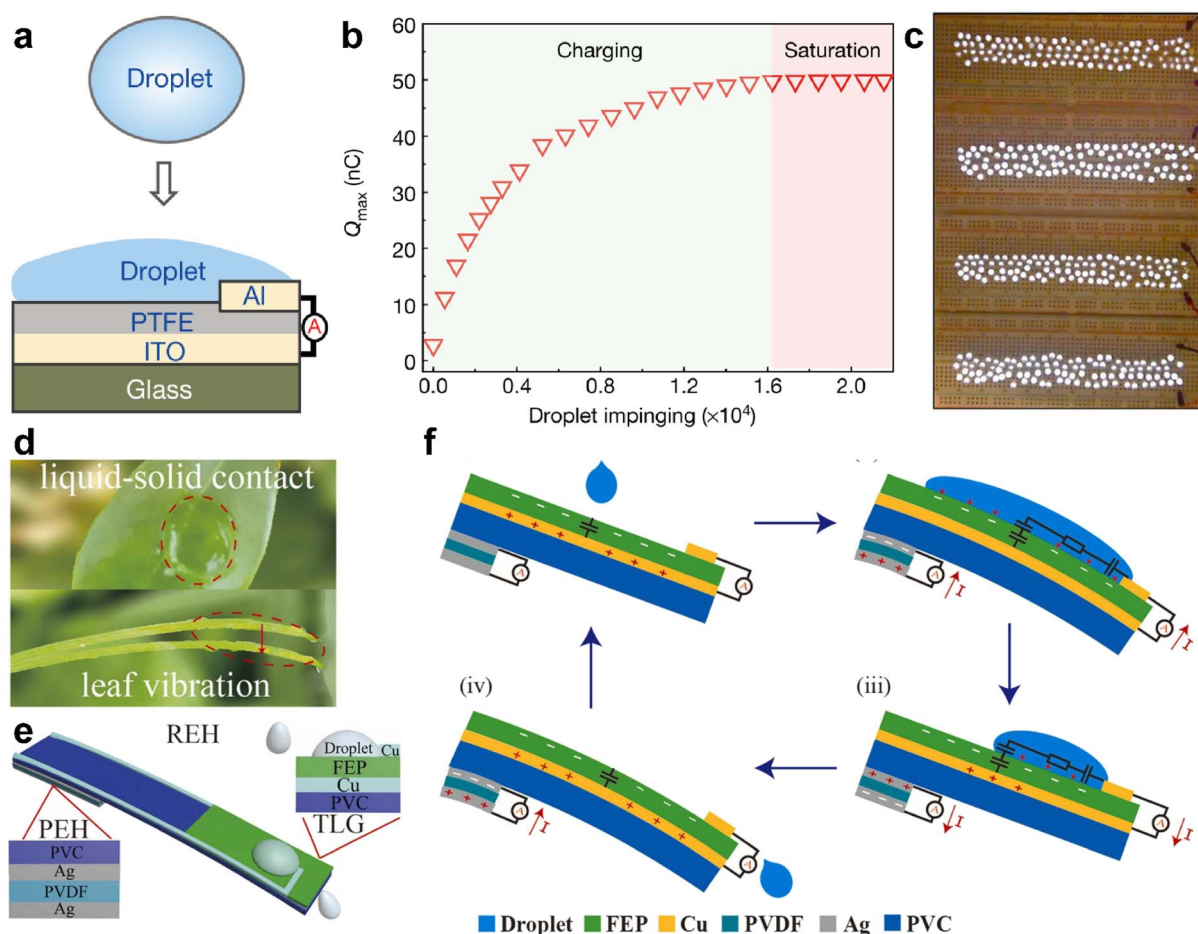 a
Droplet
Droplet
Al
PTFE
A
ITO
Glass
b
Charging
Saturation
60
50
40
30
20
10
0
Qmax (nC)
0.0 0.4 0.8 1.2 1.6 2.0
Droplet impinging (×10⁴)
c
d
liquid-solid contact
leaf vibration
e
REH
Droplet
Cu
FEP
Cu
PVC
TLG
PEH
PVC
Ag
PVDF
Ag
f
A
A
A
I
A
I
(iii)
A
I
A
I
(iv)
A
I
A
Droplet FEP Cu PVDF Ag PVC